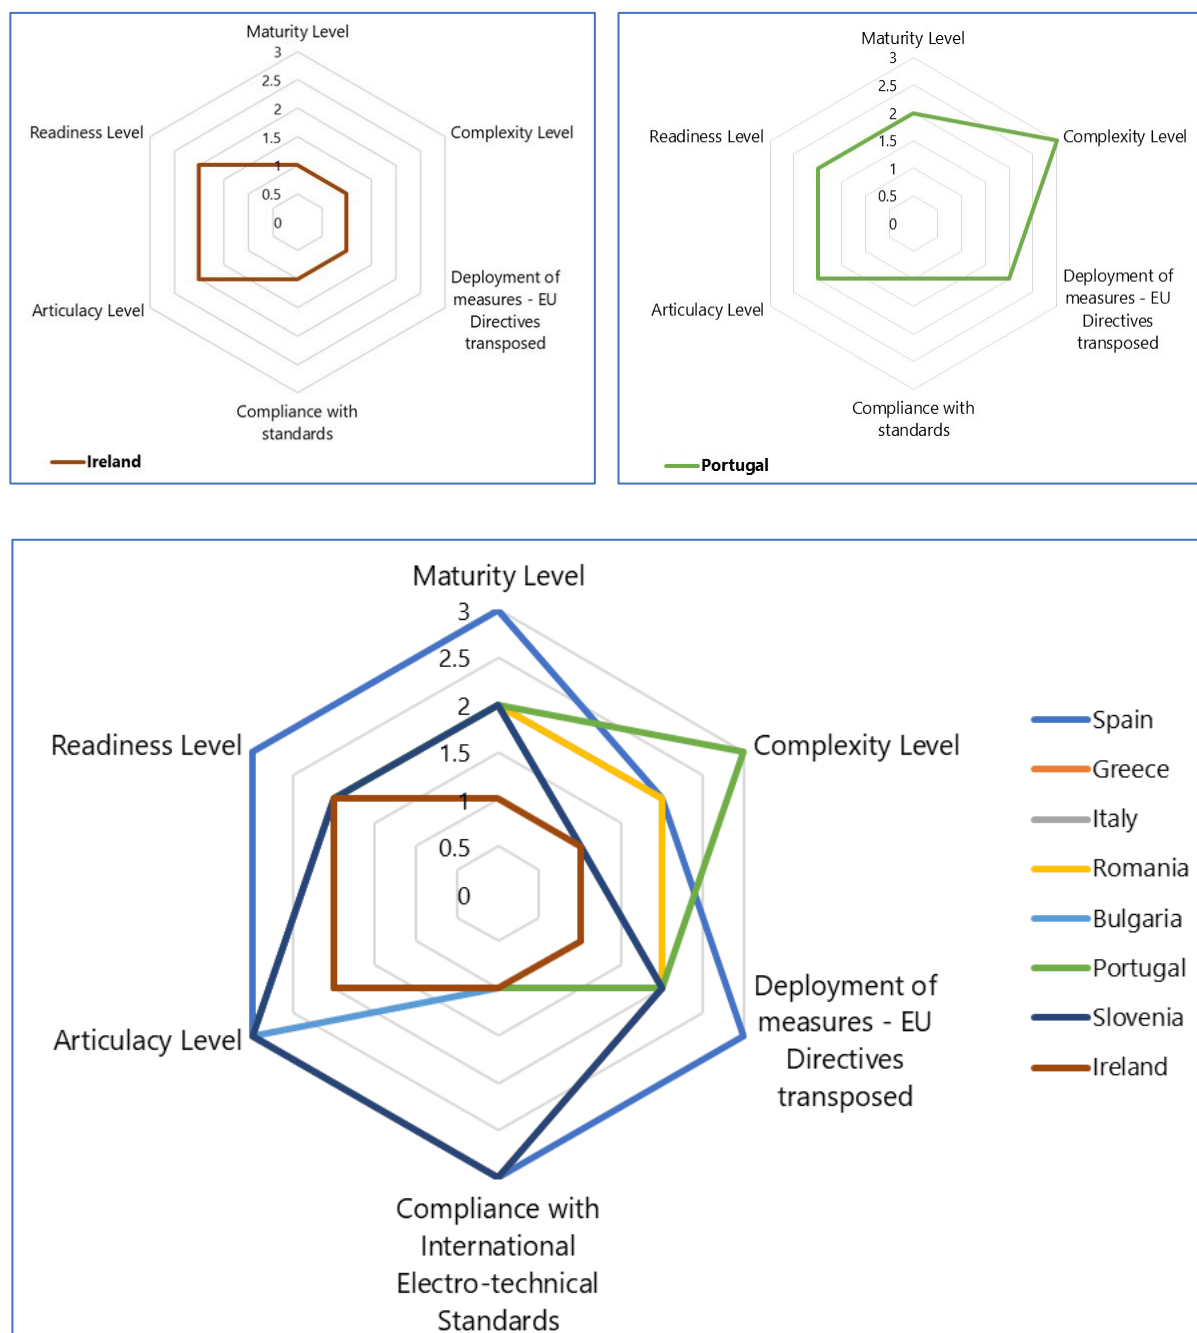 Maturity Level
3
2.5
2
1.5
1
0.5
0
Readiness Level
Complexity Level
Articulacy Level
Deployment of
measures - EU
Directives
transposed
Compliance with
standards
Ireland
Maturity Level
3
2.5
2
1.5
1
0.5
0
Readiness Level
Complexity Level
Articulacy Level
Deployment of
measures - EU
Directives
transposed
Compliance with
standards
Portugal
Maturity Level
3
2.5
2
1.5
1
0.5
0
Readiness Level
Complexity Level
Articulacy Level
Deployment of
measures - EU
Directives
transposed
Compliance with
International
Electro-technical
Standards
Spain
Greece
Italy
Romania
Bulgaria
Portugal
Slovenia
Ireland